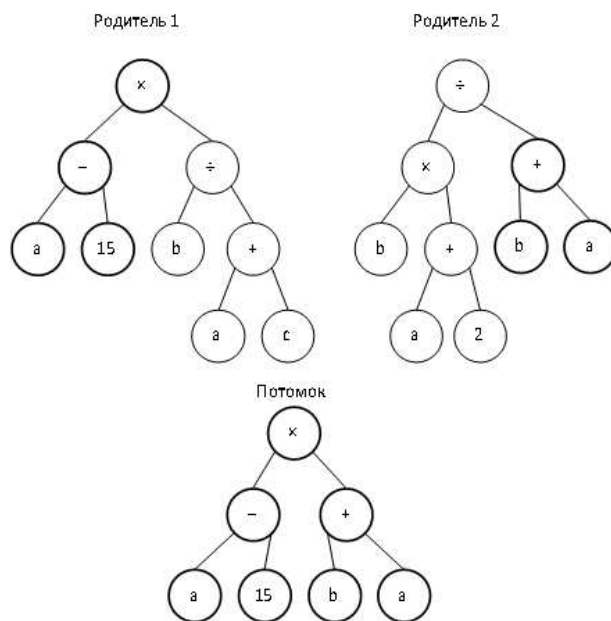 Родитель 1 Родитель 2
× ÷
− ÷ × +
a 15 b + b + b a
a c a 2
Потомок
×
− +
a 15 b a